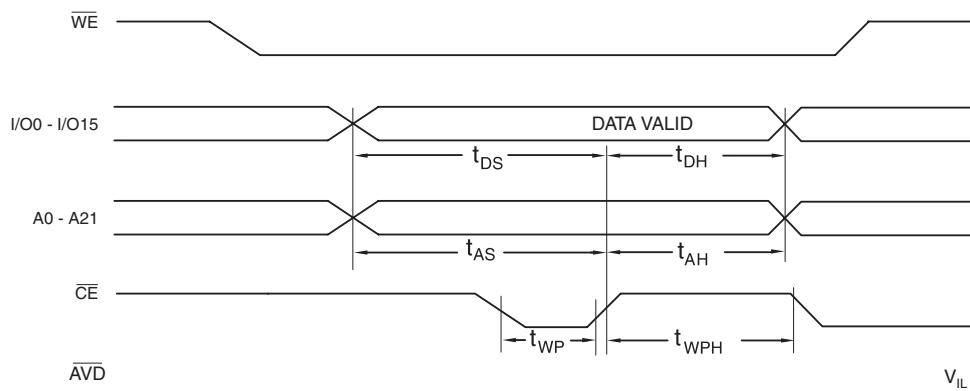 WE
I/O0 - I/O15
DATA VALID
tDS
tDH
A0 - A21
tAS
tAH
CE
tWP
tWPH
AVD
VIL